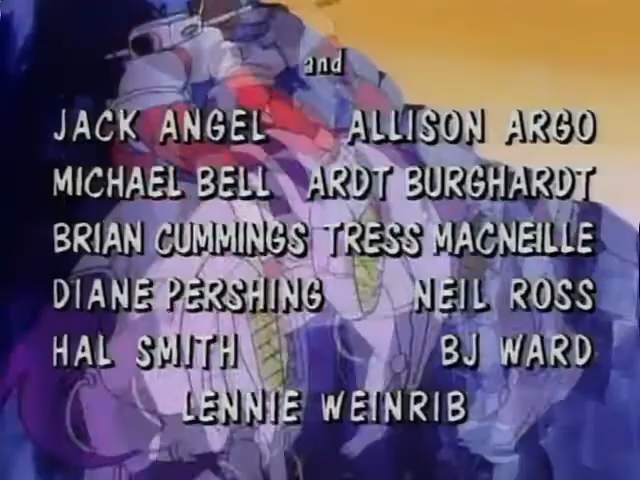 and
JACK ANGEL ALLISON ARGO
MICHAEL BELL ARDT BURGHARDT
BRIAN CUMMINGS TRESS MACNEILLE
DIANE PERSHING NEIL ROSS
HAL SMITH BJ WARD
LENNIE WEINRIB